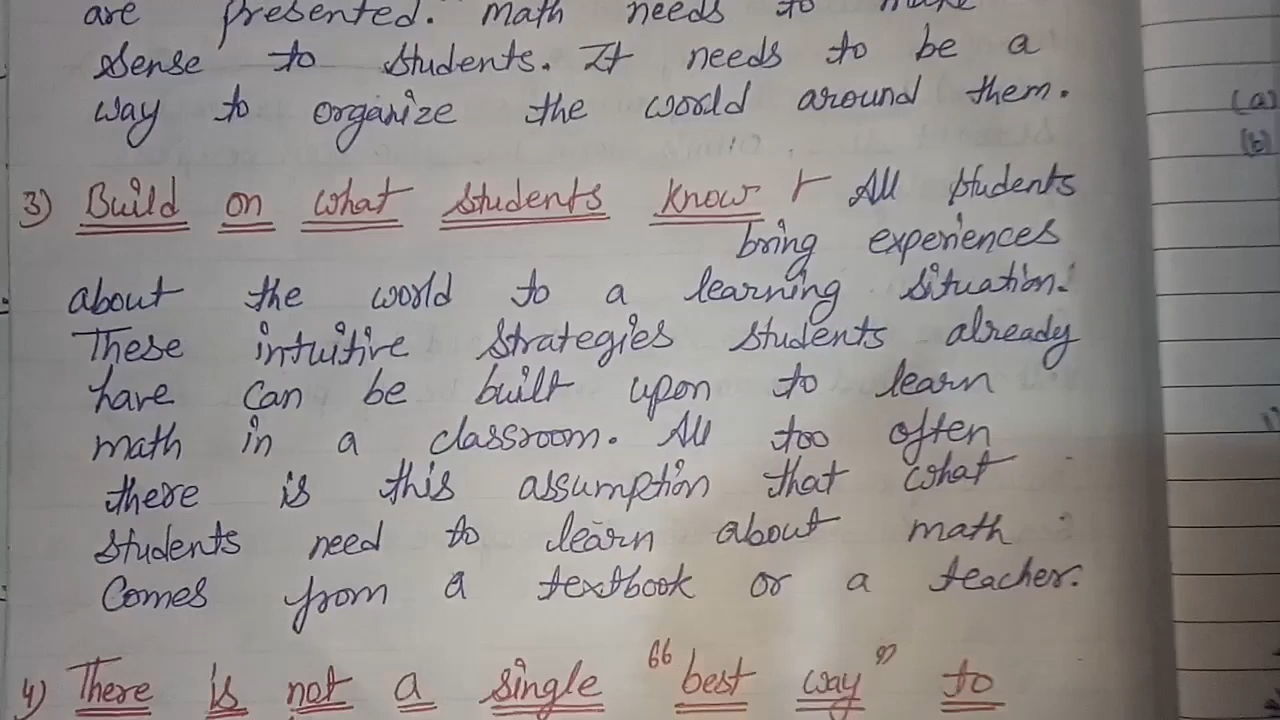 are presented. Math needs to make
sense to students. It needs to be a
way to organize the world around them.
3) Build on what students know :- All students
bring experiences
about the world to a learning situation.
These intuitive strategies students already
have can be built upon to learn
math in a classroom. All too often
there is this assumption that what
students need to learn about math
comes from a textbook or a teacher.
4) There is not a single "best way" to
(a)
(b)